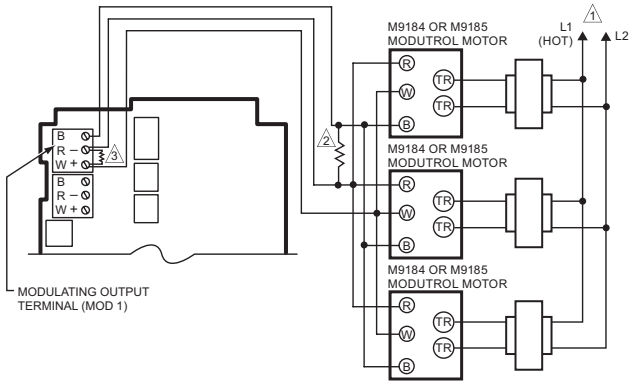 M9184 OR M9185
MODUTROL MOTOR
1
L1
(HOT)
L2
R
W
B
TR
TR
B
R –
W +
3
B
R –
W +
2
M9184 OR M9185
MODUTROL MOTOR
R
W
B
TR
TR
MODULATING OUTPUT
TERMINAL (MOD 1)
M9184 OR M9185
MODUTROL MOTOR
R
W
B
TR
TR